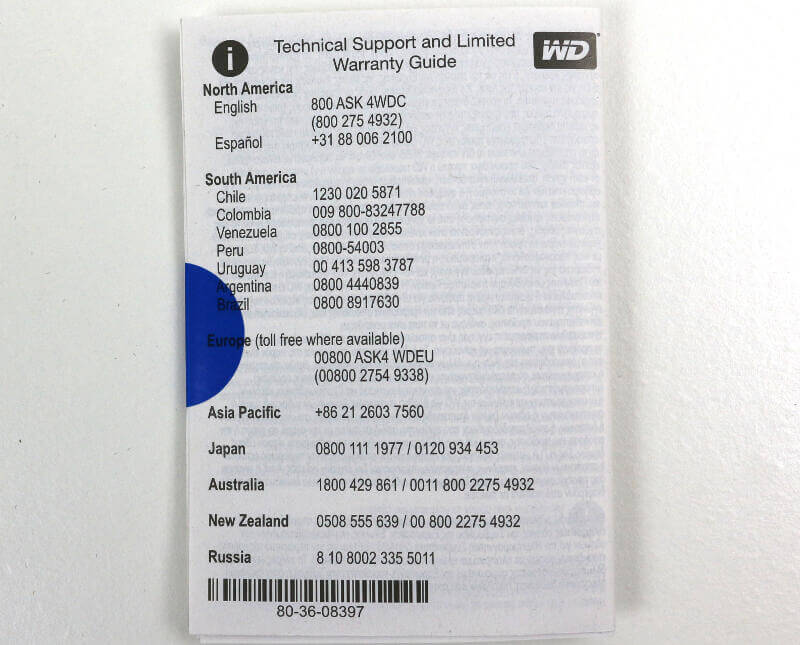 i
Technical Support and Limited
Warranty Guide
WD
North America
English 800 ASK 4WDC
(800 275 4932)
Español +31 88 006 2100
South America
Chile 1230 020 5871
Colombia 009 800-83247788
Venezuela 0800 100 2855
Peru 0800-54003
Uruguay 00 413 598 3787
Argentina 0800 4440839
Brazil 0800 8917630
Europe (toll free where available)
00800 ASK4 WDEU
(00800 2754 9338)
Asia Pacific +86 21 2603 7560
Japan 0800 111 1977 / 0120 934 453
Australia 1800 429 861 / 0011 800 2275 4932
New Zealand 0508 555 639 / 00 800 2275 4932
Russia 8 10 8002 335 5011
80-36-08397